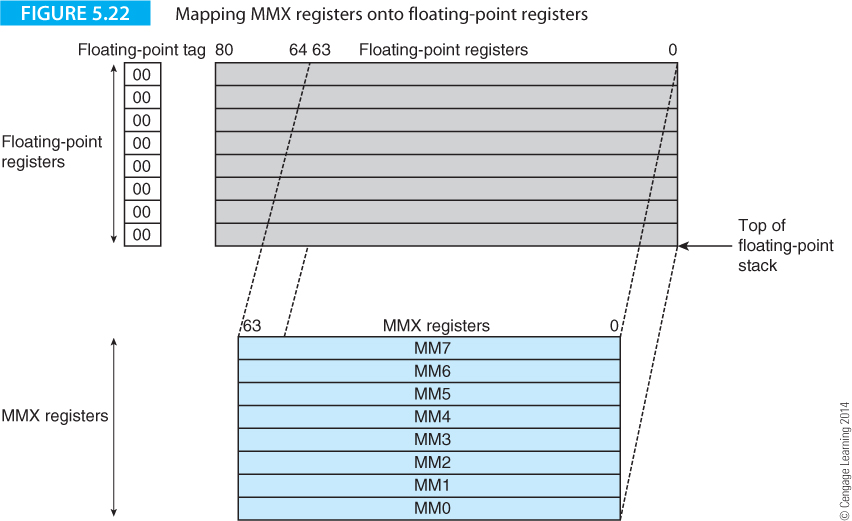 FIGURE 5.22 Mapping MMX registers onto floating-point registers
Floating-point tag 80 64 63 Floating-point registers 0
00
00
00
00
00
00
00
00
Floating-point
registers
Top of
floating-point
stack
63 MMX registers 0
MM7
MM6
MM5
MM4
MM3
MM2
MM1
MM0
MMX registers
© Cengage Learning 2014